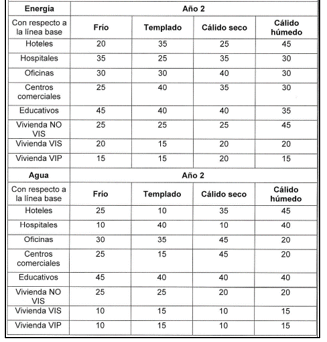 Energía Año 2
Con respecto a la línea base Frío Templado Cálido seco Cálido húmedo
Hoteles 20 35 25 45
Hospitales 35 25 35 30
Oficinas 30 30 40 30
Centros comerciales 25 40 35 30
Educativos 45 40 40 35
Vivienda NO VIS 25 25 25 45
Vivienda VIS 20 15 20 20
Vivienda VIP 15 15 20 15
Agua Año 2
Con respecto a la línea base Frío Templado Cálido seco Cálido húmedo
Hoteles 25 10 35 45
Hospitales 10 40 10 40
Oficinas 30 35 45 20
Centros comerciales 25 15 45 20
Educativos 45 40 40 40
Vivienda NO VIS 25 25 20 20
Vivienda VIS 10 15 10 15
Vivienda VIP 10 15 10 15